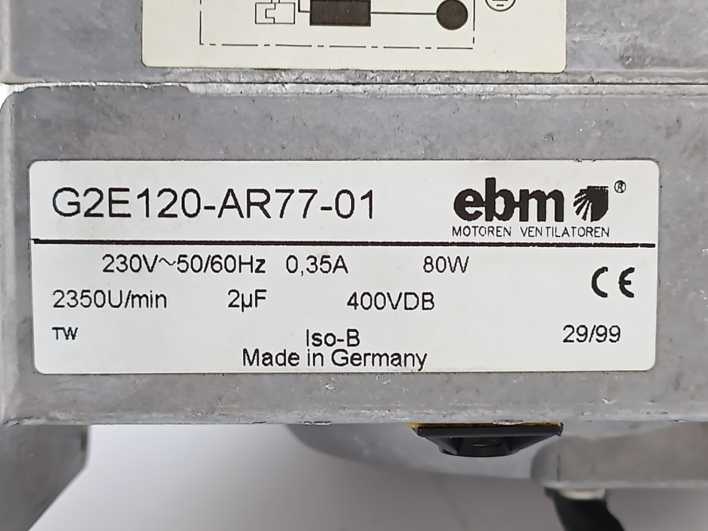 G2E120-AR77-01
ebm ®
MOTOREN VENTILATOREN
230V~50/60Hz 0,35A 80W
CE
2350U/min 2µF 400VDB
TW Iso-B 29/99
Made in Germany